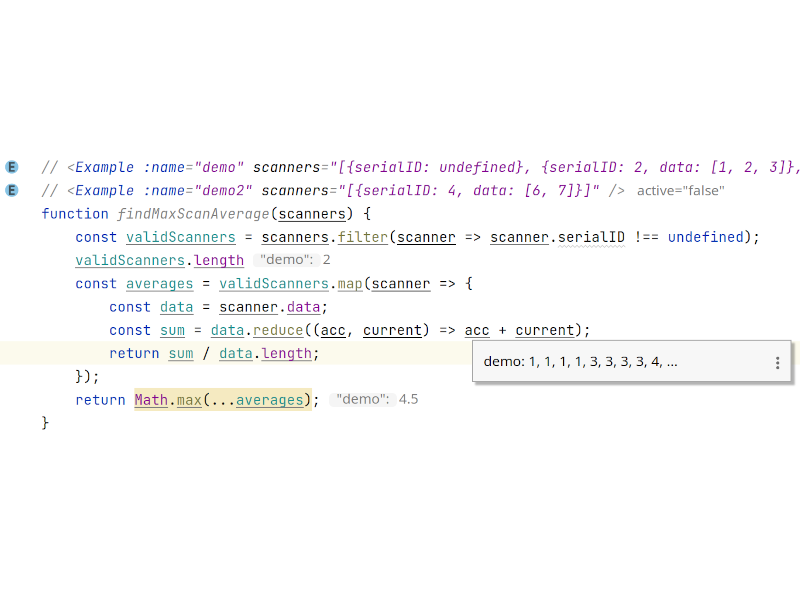 E // <Example :name="demo" scanners="[{serialID: undefined}, {serialID: 2, data: [1, 2, 3]},
E // <Example :name="demo2" scanners="[{serialID: 4, data: [6, 7]}]" /> active="false"
function findMaxScanAverage(scanners) {
const validScanners = scanners.filter(scanner => scanner.serialID !== undefined);
validScanners.length "demo": 2
const averages = validScanners.map(scanner => {
const data = scanner.data;
const sum = data.reduce((acc, current) => acc + current);
return sum / data.length;
demo: 1, 1, 1, 1, 3, 3, 3, 3, 4, ...
});
return Math.max(...averages); "demo": 4.5
}